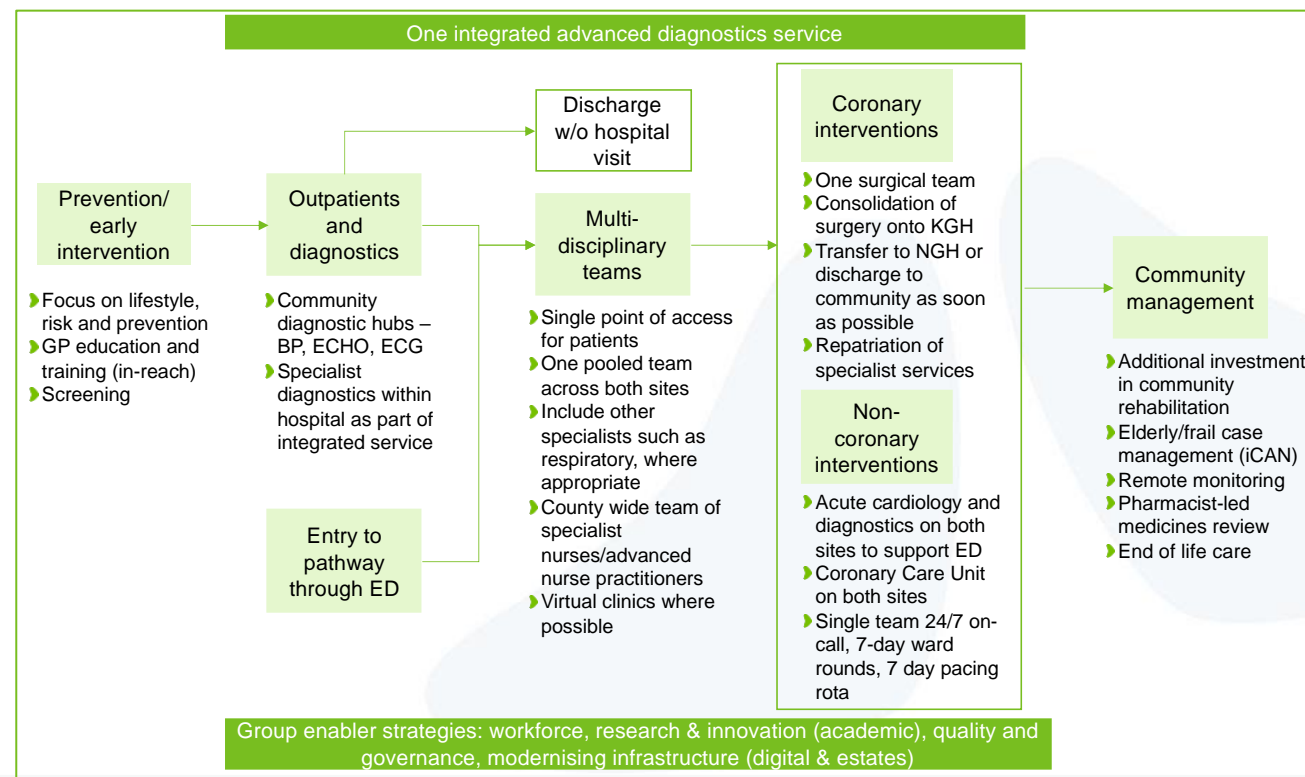 One integrated advanced diagnostics service
Prevention/
early
intervention
Focus on lifestyle,
risk and prevention
GP education and
training (in-reach)
Screening
Outpatients
and
diagnostics
Community
diagnostic hubs –
BP, ECHO, ECG
Specialist
diagnostics within
hospital as part of
integrated service
Entry to
pathway
through ED
Discharge
w/o hospital
visit
Multi-
disciplinary
teams
Single point of access
for patients
One pooled team
across both sites
Include other
specialists such as
respiratory, where
appropriate
County wide team of
specialist
nurses/advanced
nurse practitioners
Virtual clinics where
possible
Coronary
interventions
One surgical team
Consolidation of
surgery onto KGH
Transfer to NGH or
discharge to
community as soon
as possible
Repatriation of
specialist services
Non-
coronary
interventions
Acute cardiology and
diagnostics on both
sites to support ED
Coronary Care Unit
on both sites
Single team 24/7 on-
call, 7-day ward
rounds, 7 day pacing
rota
Community
management
Additional investment
in community
rehabilitation
Elderly/frail case
management (iCAN)
Remote monitoring
Pharmacist-led
medicines review
End of life care
Group enabler strategies: workforce, research & innovation (academic), quality and
governance, modernising infrastructure (digital & estates)